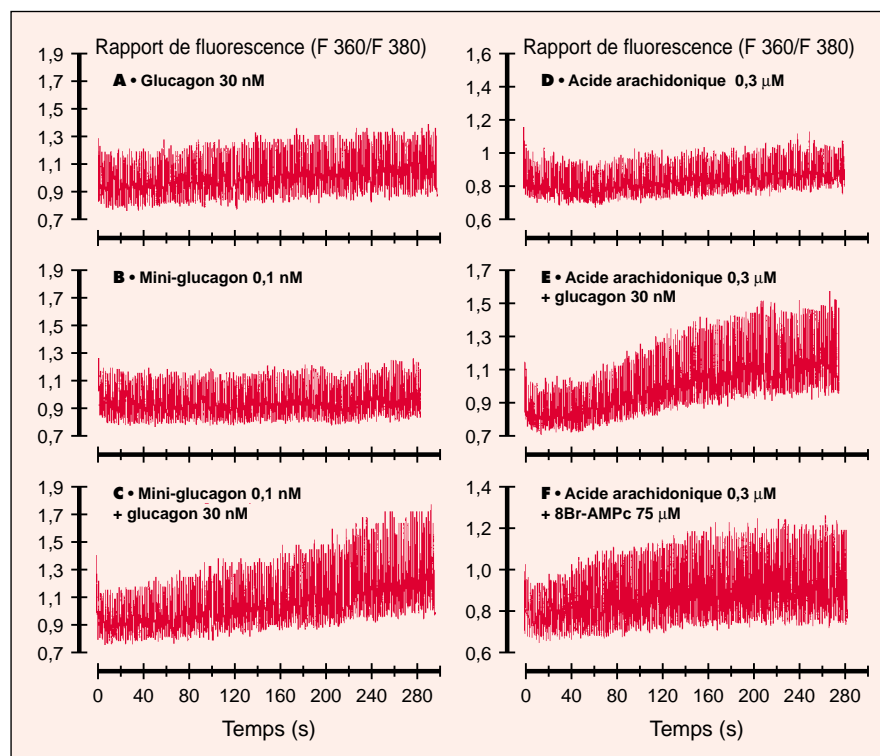 Rapport de fluorescence (F 360/F 380)
A • Glucagon 30 nM
1,9
1,7
1,5
1,3
1,1
0,9
0,7
B • Mini-glucagon 0,1 nM
1,9
1,7
1,5
1,3
1,1
0,9
0,7
C • Mini-glucagon 0,1 nM
+ glucagon 30 nM
1,9
1,7
1,5
1,3
1,1
0,9
0,7
0 40 80 120 160 200 240 280
Temps (s)
Rapport de fluorescence (F 360/F 380)
D • Acide arachidonique 0,3 µM
1,6
1,4
1,2
1
0,8
0,6
E • Acide arachidonique 0,3 µM
+ glucagon 30 nM
1,7
1,5
1,3
1,1
0,9
0,7
F • Acide arachidonique 0,3 µM
+ 8Br-AMPc 75 µM
1,4
1,2
1,0
0,8
0,6
0 40 80 120 160 200 240 280
Temps (s)